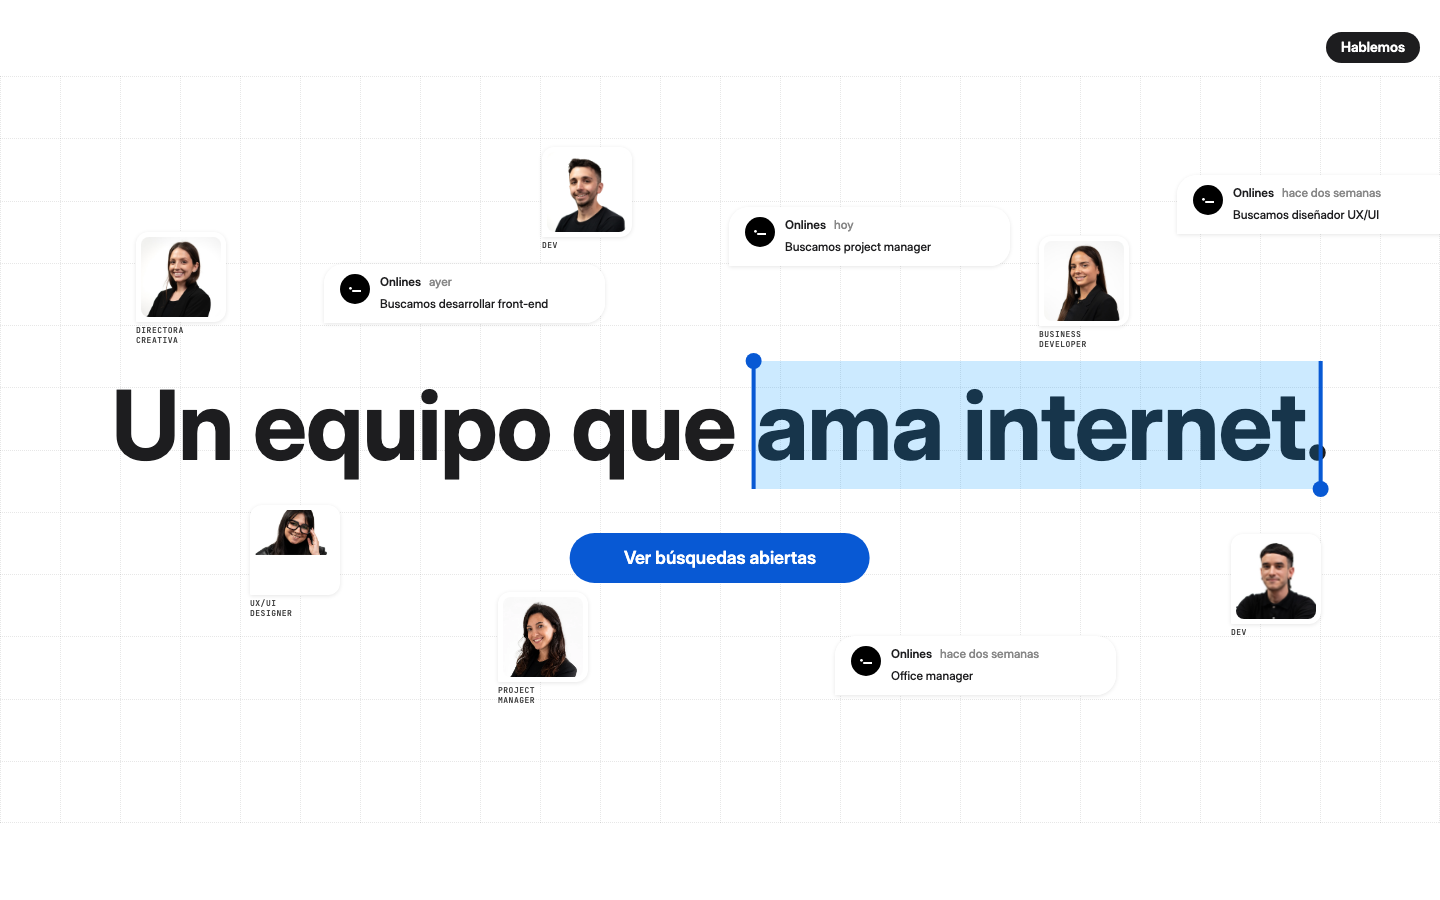 Hablemos
DEV
Onlines hace dos semanas
Buscamos diseñador UX/UI
Onlines hoy
Buscamos project manager
DIRECTORA
CREATIVA
Onlines ayer
Buscamos desarrollar front-end
BUSINESS
DEVELOPER
Un equipo que ama internet.
Ver búsquedas abiertas
UX/UI
DESIGNER
DEV
PROJECT
MANAGER
Onlines hace dos semanas
Office manager